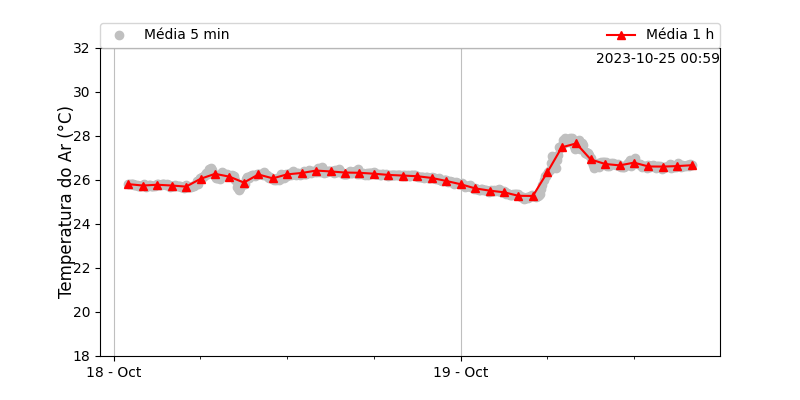 Média 5 min
Média 1 h
2023-10-25 00:59
Temperatura do Ar (°C)
32
30
28
26
24
22
20
18
18 - Oct
19 - Oct